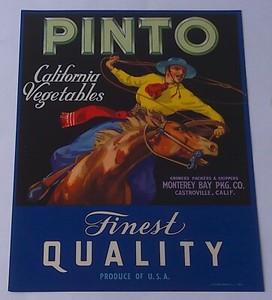 PINTO
California
Vegetables
GROWERS PACKERS & SHIPPERS
MONTEREY BAY PKG. CO.
CASTROVILLE, CALIF.
Finest
QUALITY
PRODUCE OF U.S.A.